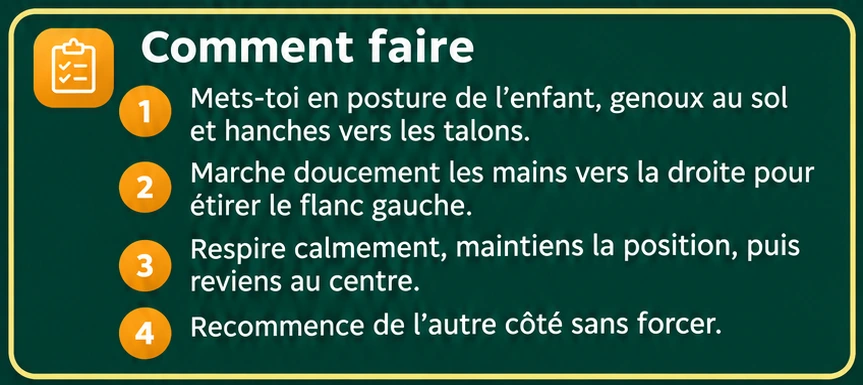 Comment faire
1 Mets-toi en posture de l’enfant, genoux au sol
et hanches vers les talons.
2 Marche doucement les mains vers la droite pour
étirer le flanc gauche.
3 Respire calmement, maintiens la position, puis
reviens au centre.
4 Recommence de l’autre côté sans forcer.